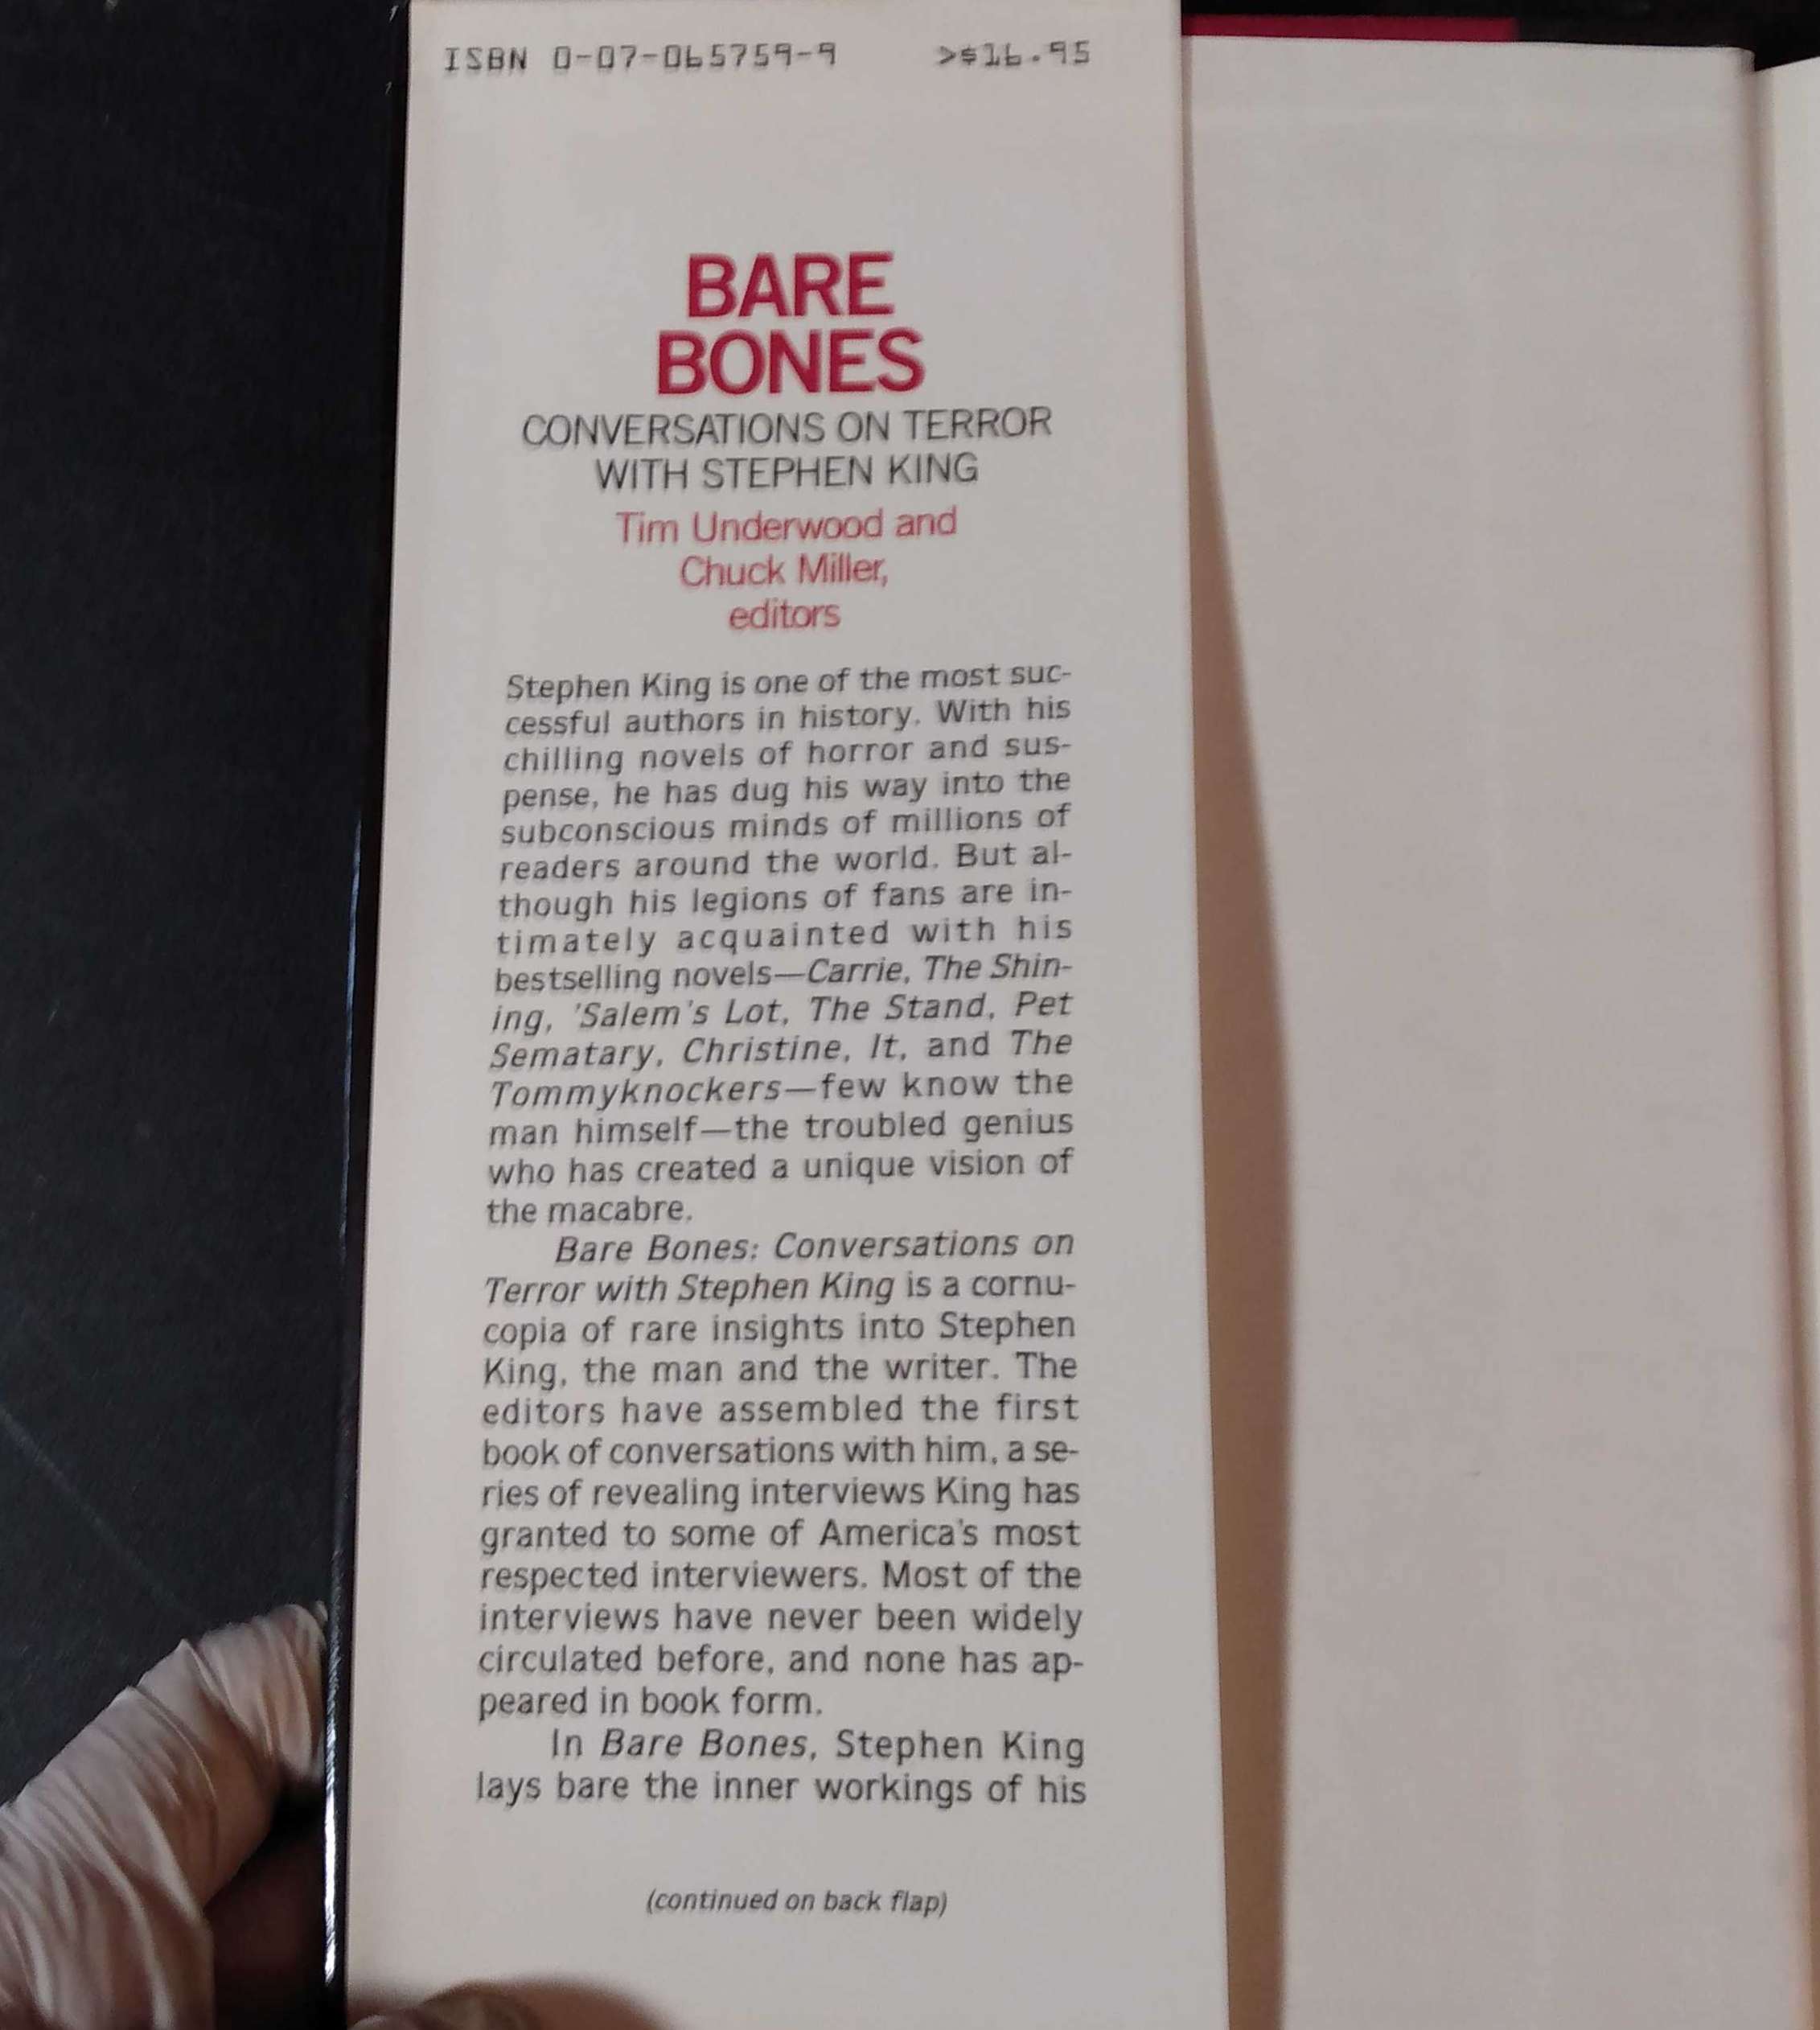 ISBN 0-07-065759-9 >$16.95
BARE
BONES
CONVERSATIONS ON TERROR
WITH STEPHEN KING
Tim Underwood and
Chuck Miller,
editors
Stephen King is one of the most suc-
cessful authors in history. With his
chilling novels of horror and sus-
pense, he has dug his way into the
subconscious minds of millions of
readers around the world. But al-
though his legions of fans are in-
timately acquainted with his
bestselling novels—Carrie, The Shin-
ing, 'Salem's Lot, The Stand, Pet
Sematary, Christine, It, and The
Tommyknockers—few know the
man himself—the troubled genius
who has created a unique vision of
the macabre.
Bare Bones: Conversations on
Terror with Stephen King is a cornu-
copia of rare insights into Stephen
King, the man and the writer. The
editors have assembled the first
book of conversations with him, a se-
ries of revealing interviews King has
granted to some of America's most
respected interviewers. Most of the
interviews have never been widely
circulated before, and none has ap-
peared in book form.
In Bare Bones, Stephen King
lays bare the inner workings of his
(continued on back flap)